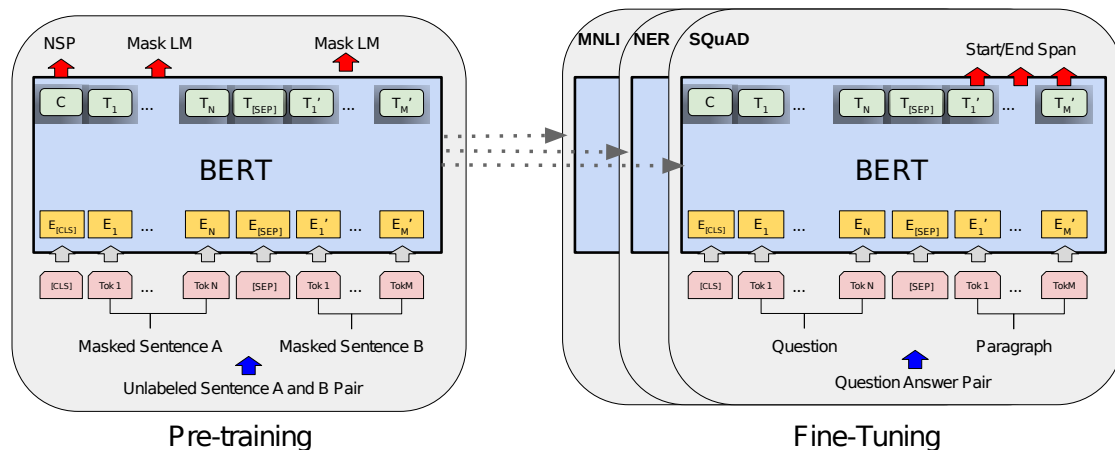 NSP Mask LM Mask LM
C T1 ... TN T[SEP] T1’ ... TM’
BERT
E[CLS] E1 ... EN E[SEP] E1’ ... EM’
[CLS] Tok 1 ... Tok N [SEP] Tok 1 ... TokM
Masked Sentence A Masked Sentence B
Unlabeled Sentence A and B Pair
Pre-training
MNLI NER SQuAD
Start/End Span
C T1 ... TN T[SEP] T1’ ... TM’
BERT
E[CLS] E1 ... EN E[SEP] E1’ ... EM’
[CLS] Tok 1 ... Tok N [SEP] Tok 1 ... TokM
Question Paragraph
Question Answer Pair
Fine-Tuning